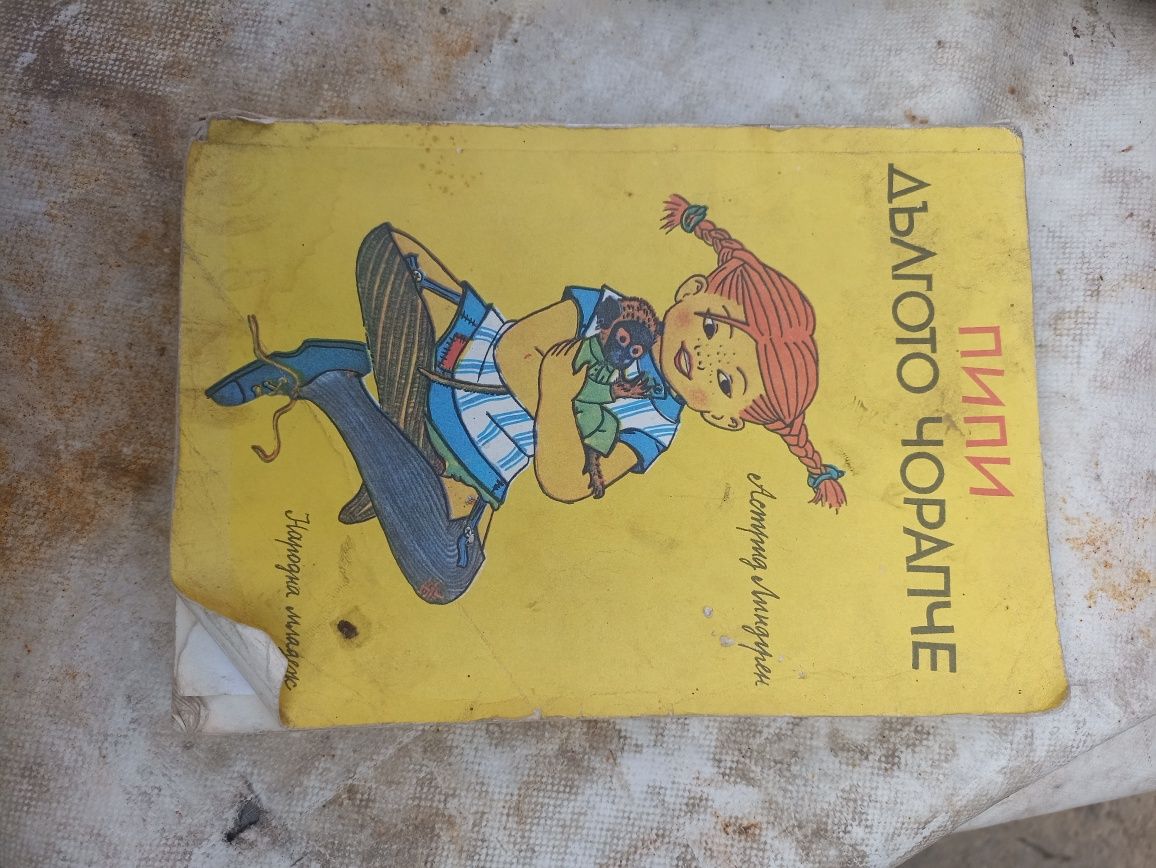 ПИПИ
ДЪЛГОТО ЧОРАПЧЕ
Астрид Линдгрен
Народна младеж